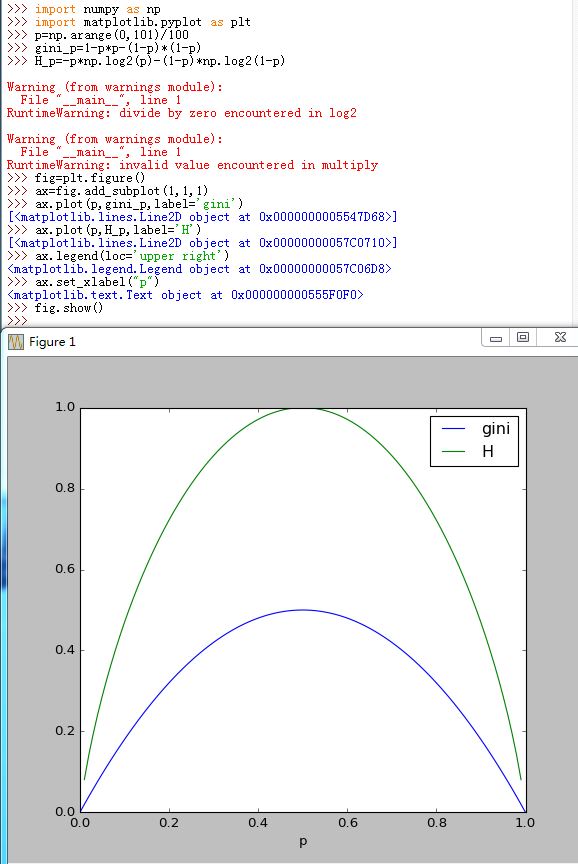 >>> import numpy as np
>>> import matplotlib.pyplot as plt
>>> p=np.arange(0,101)/100
>>> gini_p=1-p*p-(1-p)*(1-p)
>>> H_p=-p*np.log2(p)-(1-p)*np.log2(1-p)
Warning (from warnings module):
  File "__main__", line 1
RuntimeWarning: divide by zero encountered in log2
Warning (from warnings module):
  File "__main__", line 1
RuntimeWarning: invalid value encountered in multiply
>>> fig=plt.figure()
>>> ax=fig.add_subplot(1,1,1)
>>> ax.plot(p,gini_p,label='gini')
[<matplotlib.lines.Line2D object at 0x0000000005547D68>]
>>> ax.plot(p,H_p,label='H')
[<matplotlib.lines.Line2D object at 0x00000000057C0710>]
>>> ax.legend(loc='upper right')
<matplotlib.legend.Legend object at 0x00000000057C06D8>
>>> ax.set_xlabel("p")
<matplotlib.text.Text object at 0x000000000555F0F0>
>>> fig.show()
>>>
Figure 1
1.0
gini
H
0.8
0.6
0.4
0.2
0.0
0.0 0.2 0.4 0.6 0.8 1.0
p